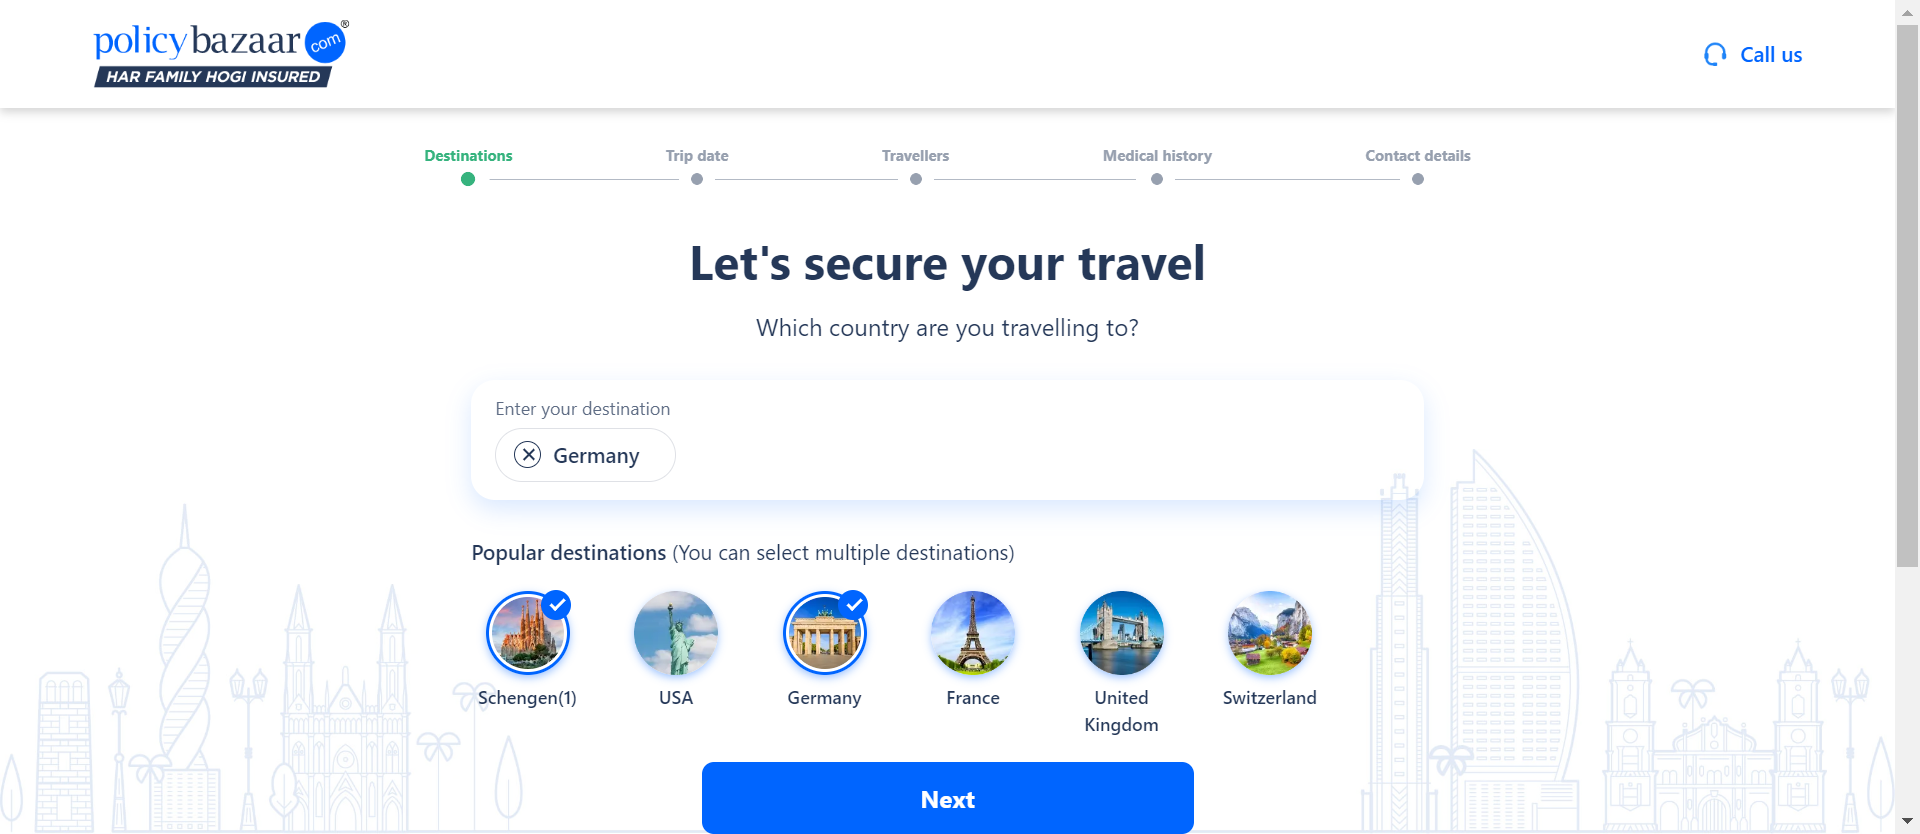 policybazaar com ®
HAR FAMILY HOGI INSURED
Call us
Destinations
Trip date
Travellers
Medical history
Contact details
Let's secure your travel
Which country are you travelling to?
Enter your destination
Germany
Popular destinations (You can select multiple destinations)
Schengen(1)
USA
Germany
France
United
Kingdom
Switzerland
Next